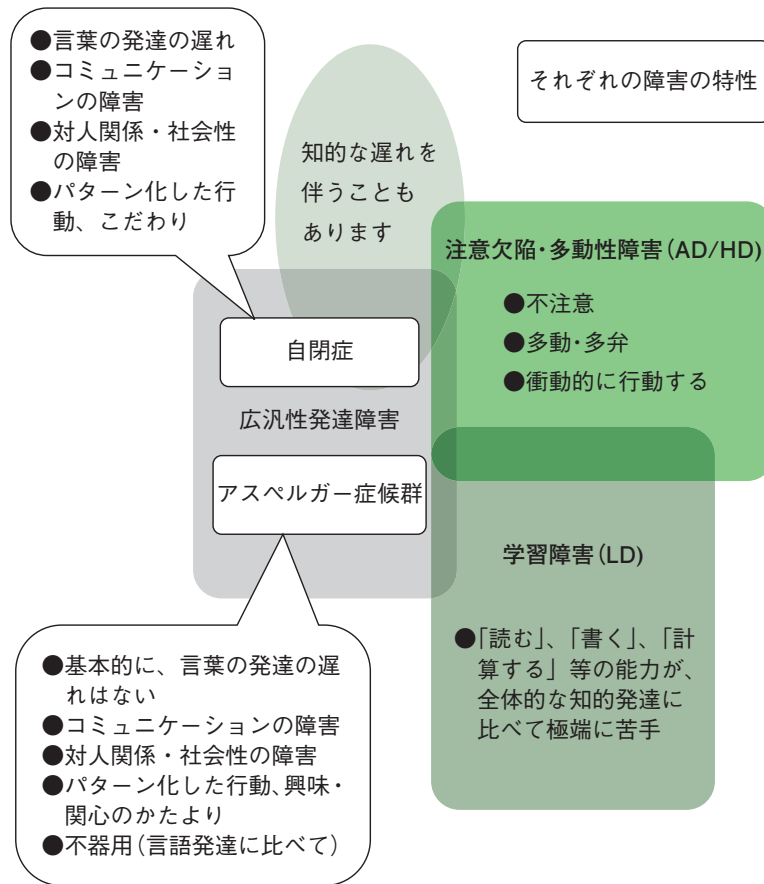 ●言葉の発達の遅れ
●コミュニケーショ
ンの障害
●対人関係・社会性
の障害
●パターン化した行
動、こだわり
それぞれの障害の特性
知的な遅れを
伴うことも
あります
注意欠陥・多動性障害(AD/HD)
●不注意
●多動・多弁
●衝動的に行動する
自閉症
広汎性発達障害
アスペルガー症候群
学習障害(LD)
●「読む」、「書く」、「計
算する」等の能力が、
全体的な知的発達に
比べて極端に苦手
●基本的に、言葉の発達の遅
れはない
●コミュニケーションの障害
●対人関係・社会性の障害
●パターン化した行動、興味・
関心のかたより
●不器用(言語発達に比べて)